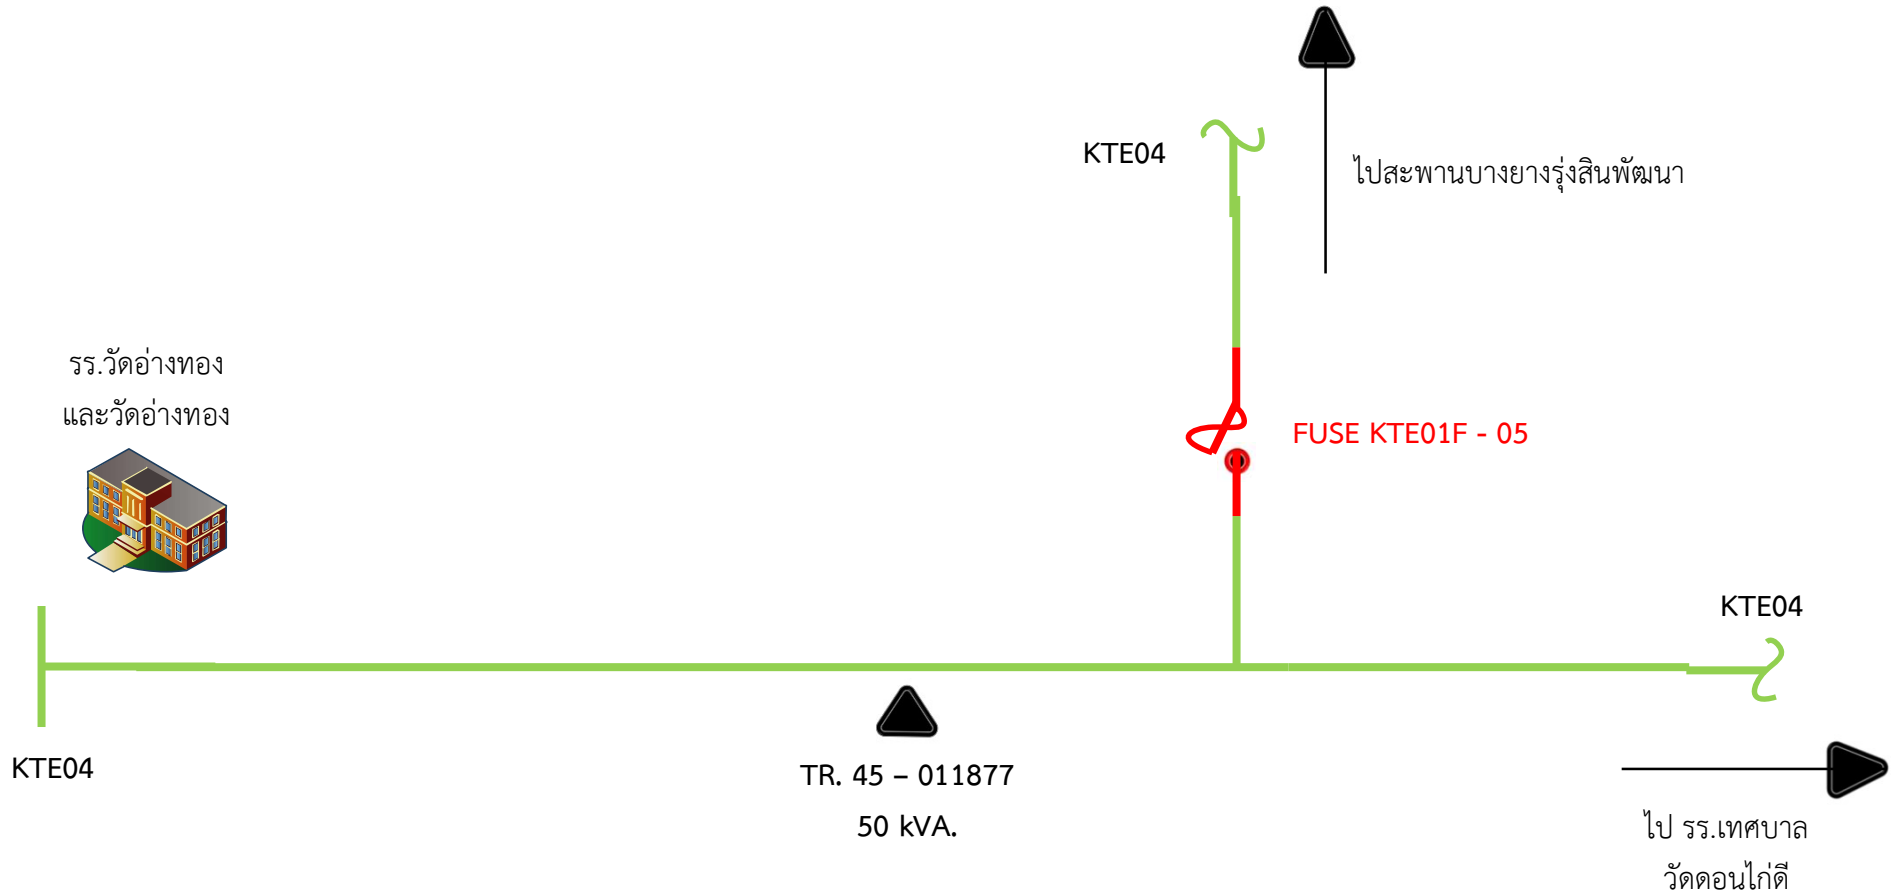 KTE04
ไปสะพานบางยางรุ่งสินพัฒนา
รร.วัดอ่างทอง
และวัดอ่างทอง
FUSE KTE01F - 05
KTE04
KTE04
TR. 45 – 011877
50 kVA.
ไป รร.เทศบาล
วัดดอนไก่ดี